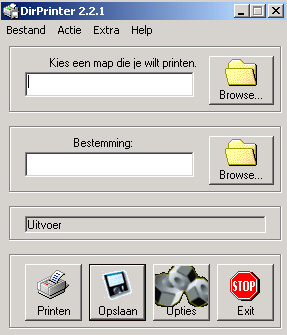 DirPrinter 2.2.1
Bestand Actie Extra Help
Kies een map die je wilt printen.
Browse...
Bestemming:
Browse...
Uitvoer
STOP
Printen Opslaan Upties Exit